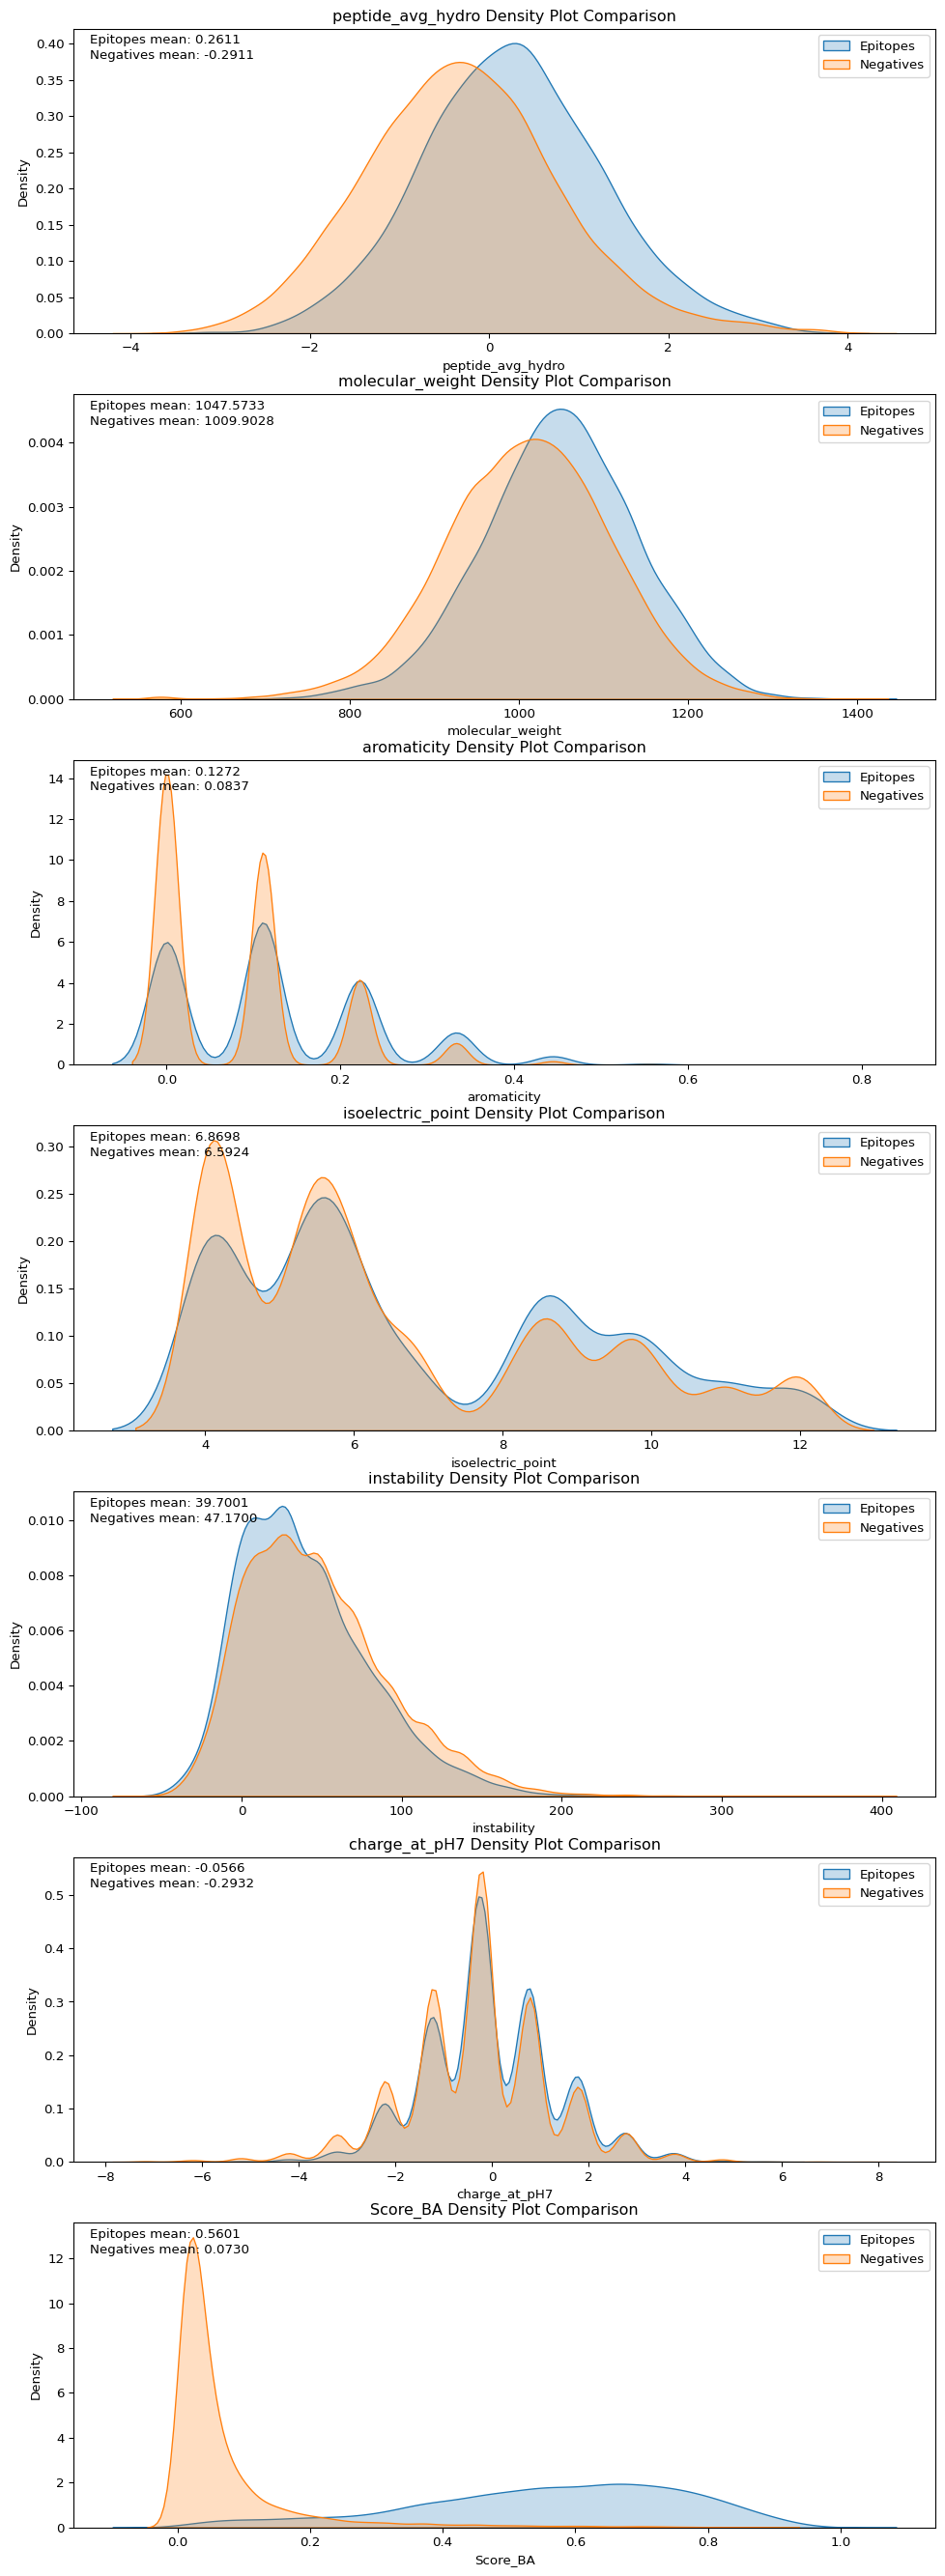 peptide_avg_hydro Density Plot Comparison
Epitopes mean: 0.2611
Negatives mean: -0.2911
Epitopes
Negatives
0.40
0.35
0.30
0.25
0.20
0.15
0.10
0.05
0.00
Density
−4 −2 0 2 4
peptide_avg_hydro
molecular_weight Density Plot Comparison
Epitopes mean: 1047.5733
Negatives mean: 1009.9028
Epitopes
Negatives
0.004
0.003
0.002
0.001
0.000
Density
600 800 1000 1200 1400
molecular_weight
aromaticity Density Plot Comparison
Epitopes mean: 0.1272
Negatives mean: 0.0837
Epitopes
Negatives
14
12
10
8
6
4
2
0
Density
0.0 0.2 0.4 0.6 0.8
aromaticity
isoelectric_point Density Plot Comparison
Epitopes mean: 6.8698
Negatives mean: 6.5924
Epitopes
Negatives
0.30
0.25
0.20
0.15
0.10
0.05
0.00
Density
4 6 8 10 12
isoelectric_point
instability Density Plot Comparison
Epitopes mean: 39.7001
Negatives mean: 47.1700
Epitopes
Negatives
0.010
0.008
0.006
0.004
0.002
0.000
Density
−100 0 100 200 300 400
instability
charge_at_pH7 Density Plot Comparison
Epitopes mean: -0.0566
Negatives mean: -0.2932
Epitopes
Negatives
0.5
0.4
0.3
0.2
0.1
0.0
Density
−8 −6 −4 −2 0 2 4 6 8
charge_at_pH7
Score_BA Density Plot Comparison
Epitopes mean: 0.5601
Negatives mean: 0.0730
Epitopes
Negatives
12
10
8
6
4
2
0
Density
0.0 0.2 0.4 0.6 0.8 1.0
Score_BA